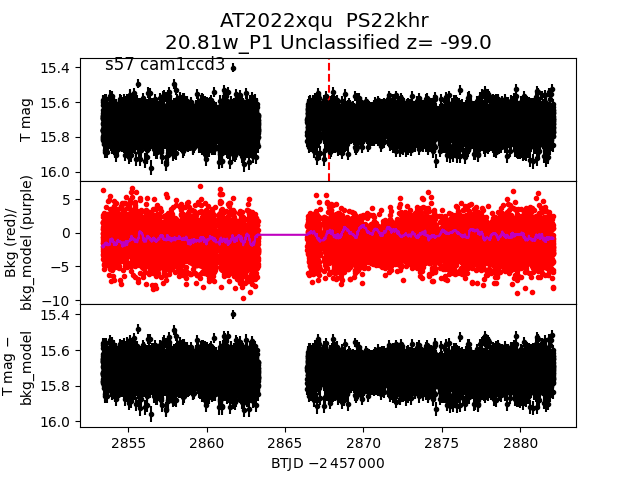 AT2022xqu  PS22khr
20.81w_P1 Unclassified z= -99.0
s57 cam1ccd3
15.4
15.6
15.8
16.0
T mag
5
0
−5
−10
Bkg (red)/
bkg_model (purple)
15.4
15.6
15.8
16.0
T mag −
bkg_model
2855
2860
2865
2870
2875
2880
BTJD −2 457 000